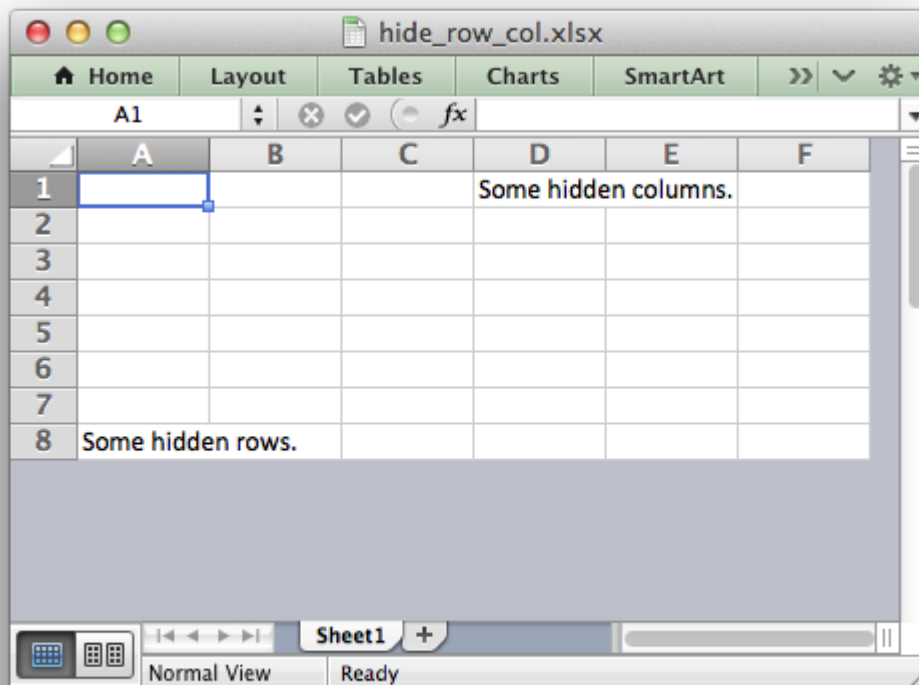 hide_row_col.xlsx
Home Layout Tables Charts SmartArt
A1 fx
A B C D E F
1 Some hidden columns.
2
3
4
5
6
7
8 Some hidden rows.
Sheet1
Normal View Ready